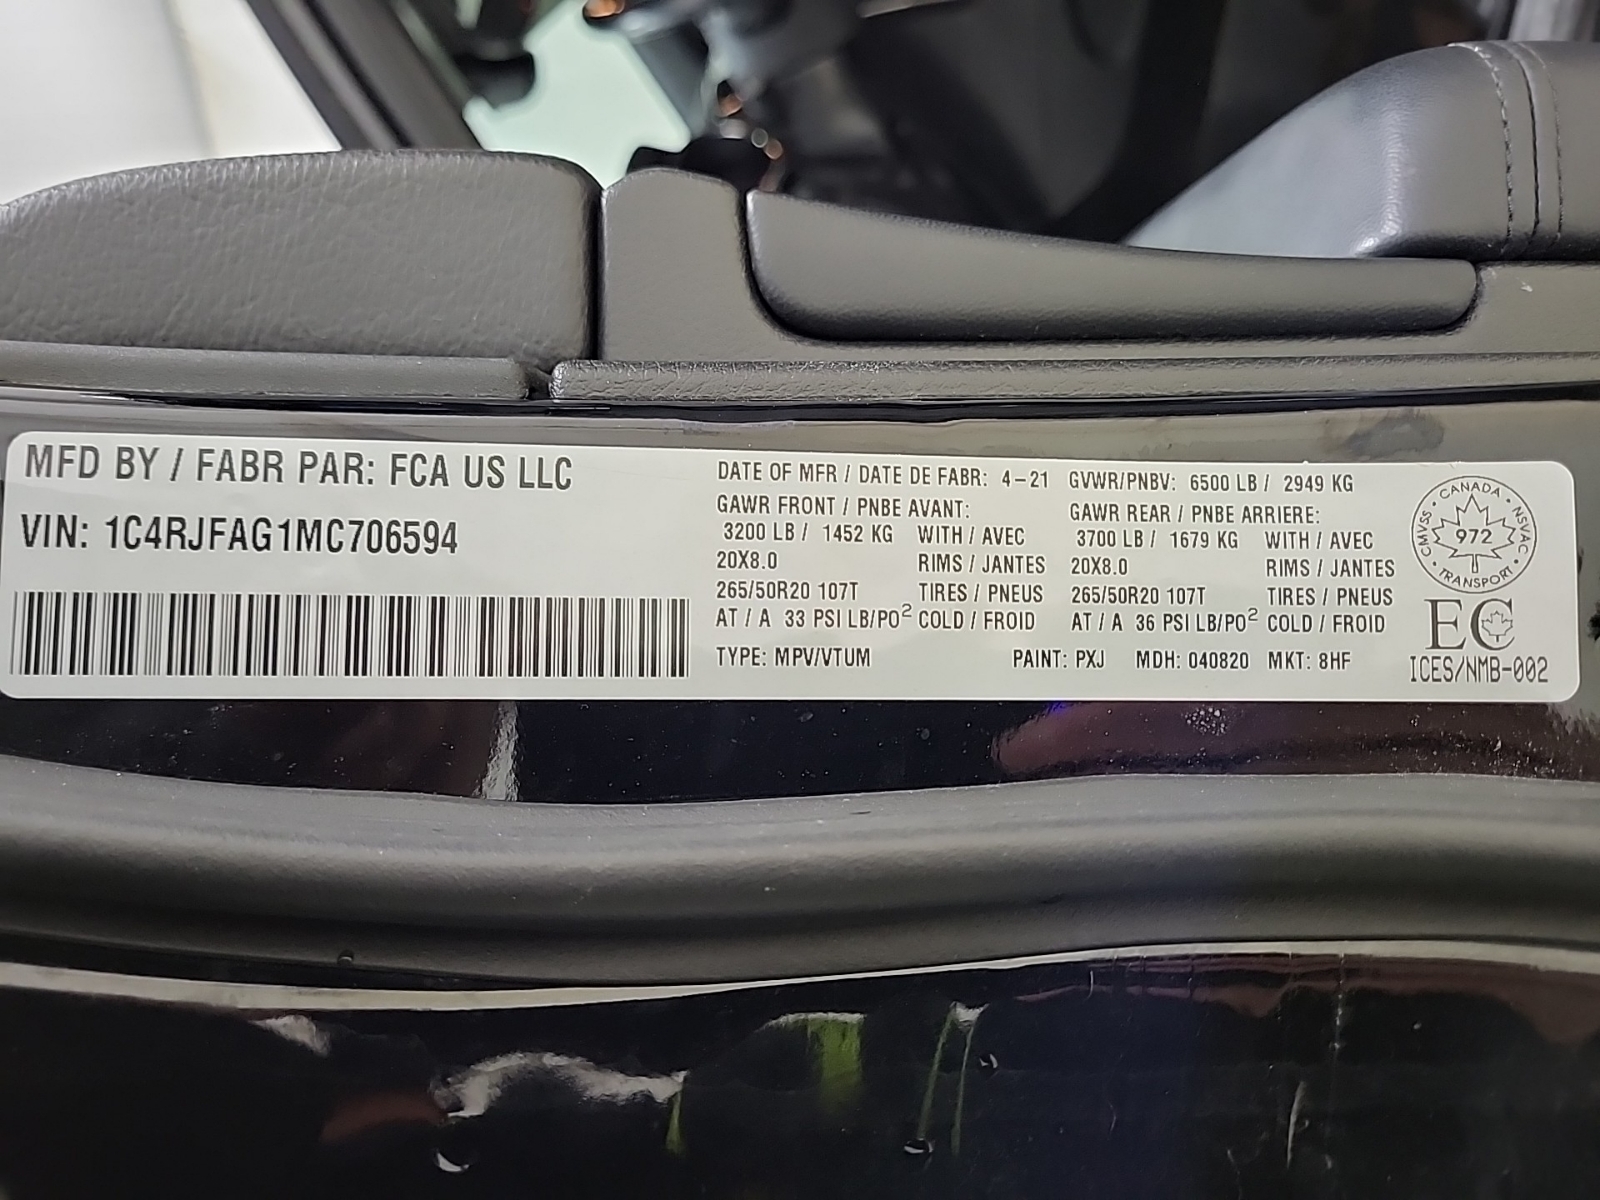 MFD BY / FABR PAR: FCA US LLC
VIN: 1C4RJFAG1MC706594
DATE OF MFR / DATE DE FABR: 4-21 GVWR/PNBV: 6500 LB / 2949 KG
GAWR FRONT / PNBE AVANT:
3200 LB / 1452 KG WITH / AVEC
20X8.0 RIMS / JANTES
265/50R20 107T TIRES / PNEUS
AT / A 33 PSI LB/PO² COLD / FROID
GAWR REAR / PNBE ARRIERE:
3700 LB / 1679 KG WITH / AVEC
20X8.0 RIMS / JANTES
265/50R20 107T TIRES / PNEUS
AT / A 36 PSI LB/PO² COLD / FROID
TYPE: MPV/VTUM PAINT: PXJ MDH: 040820 MKT: 8HF
CANADA
CMVSS 972 NSVAC
TRANSPORT
EC
ICES/NMB-002